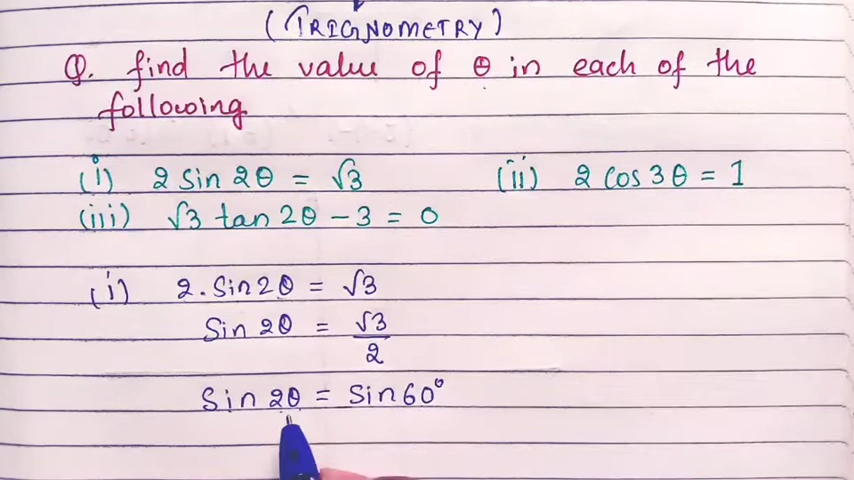 (TRIGNOMETRY)
Q. find the value of θ in each of the
following
(i) 2 sin 2θ = √3 (ii) 2 cos 3θ = 1
(iii) √3 tan 2θ - 3 = 0
(i) 2. Sin 2θ = √3
Sin 2θ = √3/2
Sin 2θ = Sin 60°